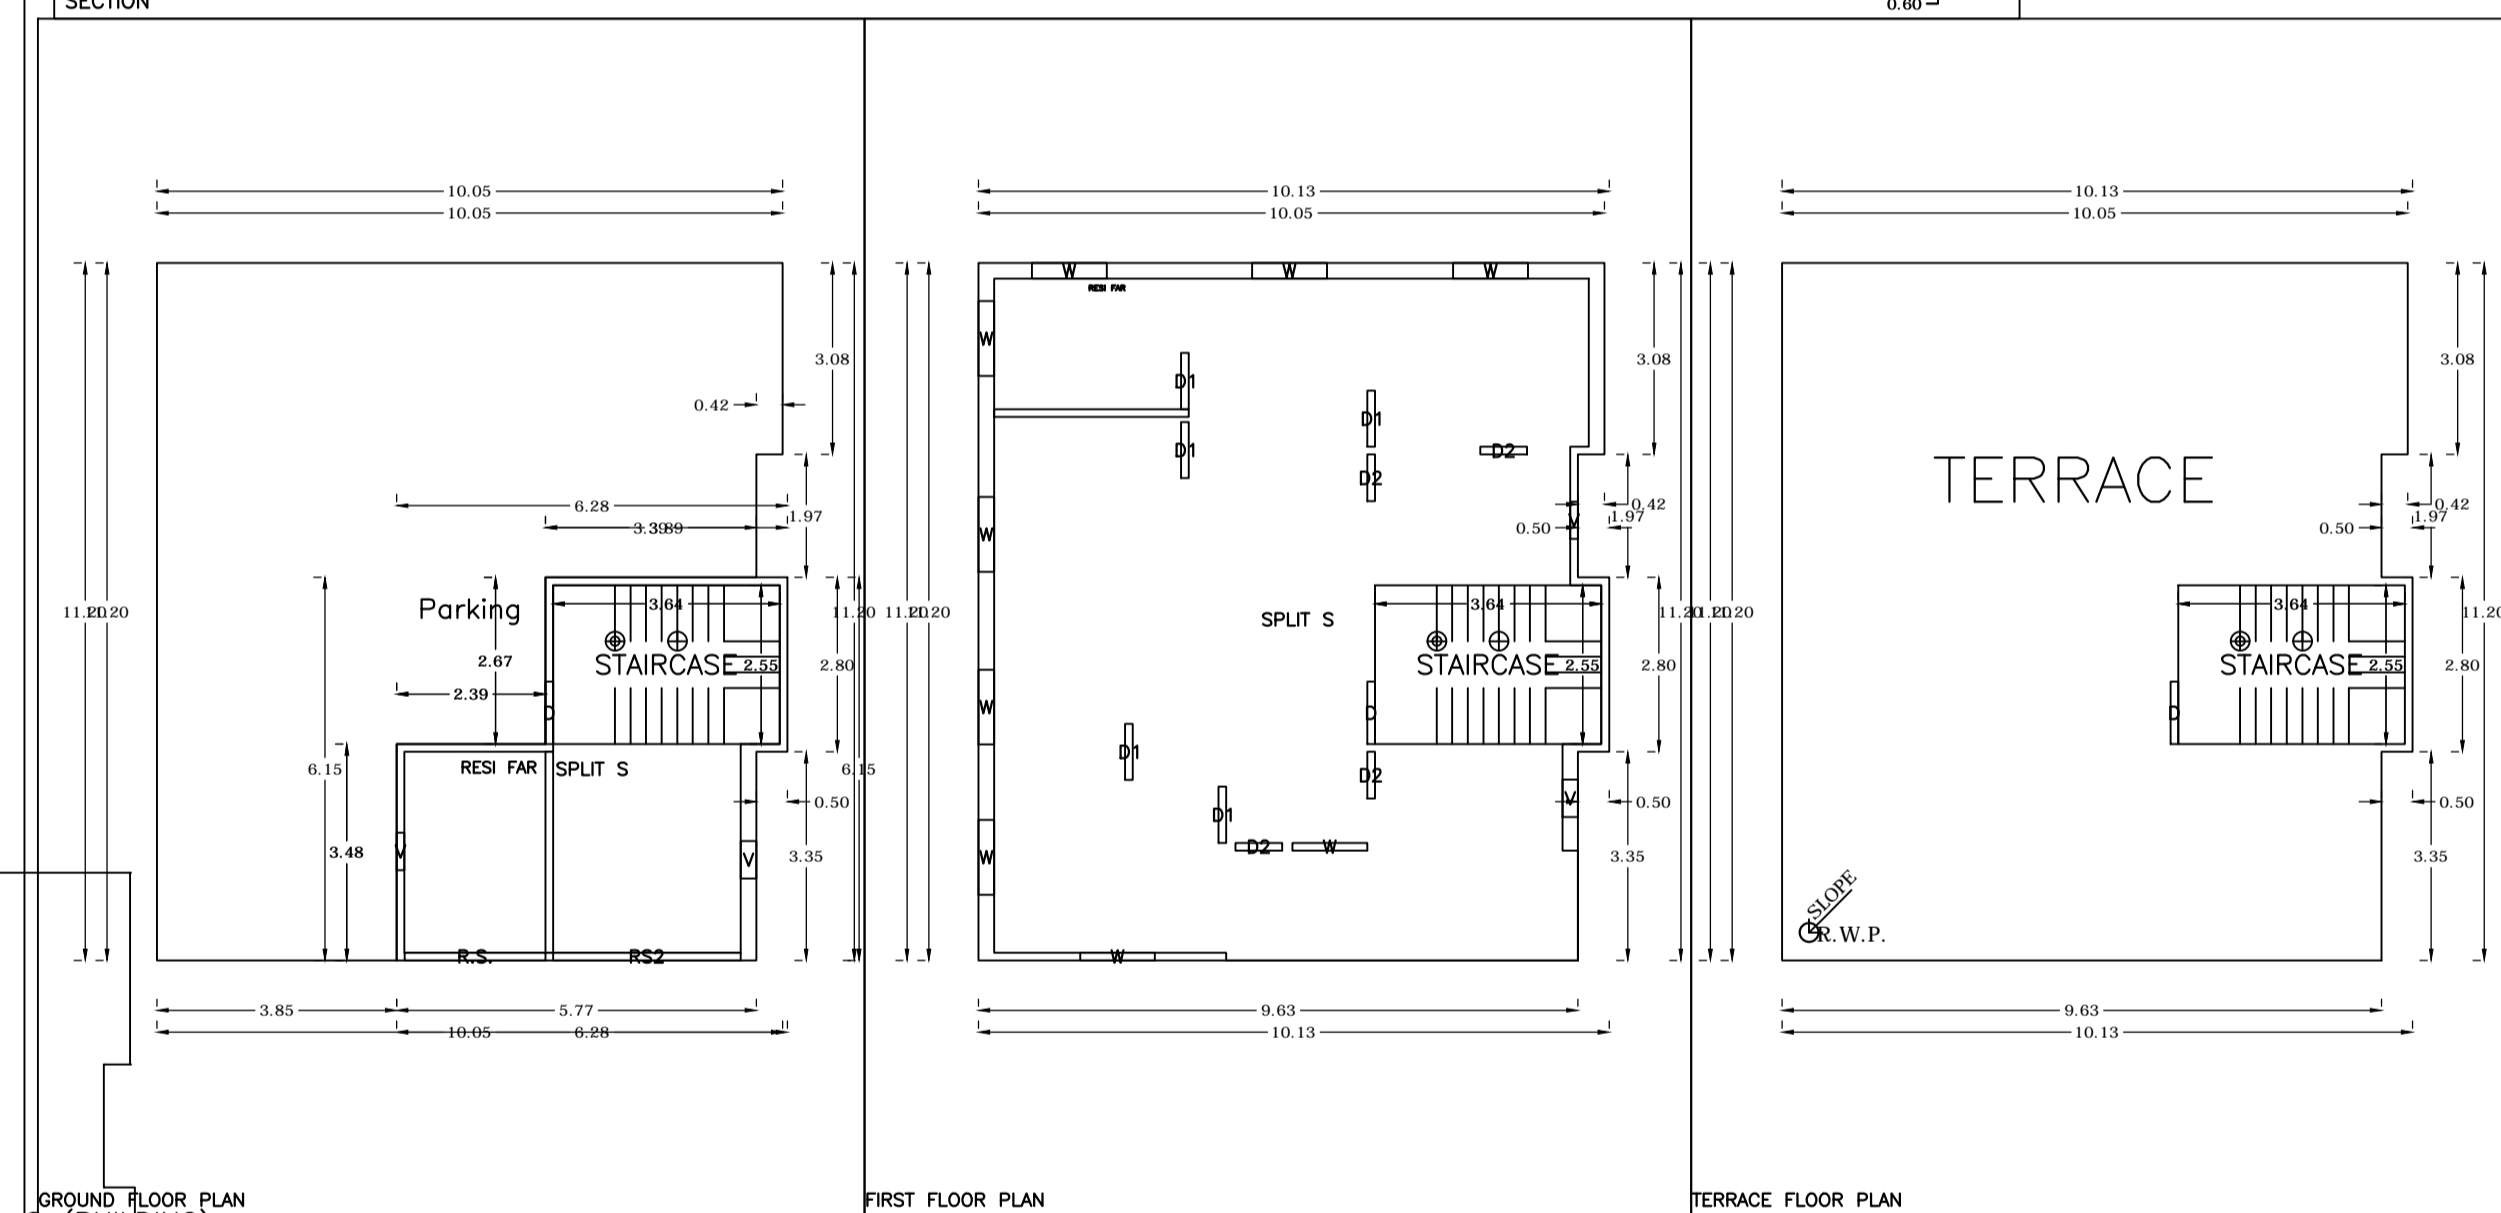 SECTION
0.60
10.05
10.05
3.08
0.42
6.28
1.97
Parking
3.64
11.20
2.67
STAIRCASE
2.55
2.80
2.39
D
6.15
RESI FAR
SPLIT S
6.15
0.50
3.48
V
V
3.35
R.S.
RS2
3.85
5.77
10.05
6.28
GROUND FLOOR PLAN
10.13
10.05
W
W
W
RESI FAR
W
3.08
D1
D1
D1
D2
D2
V
0.42
W
0.50
1.97
3.64
SPLIT S
11.20
STAIRCASE
2.55
2.80
W
D
D1
D2
V
0.50
D1
D2
W
W
3.35
W
9.63
10.13
FIRST FLOOR PLAN
10.13
10.05
3.08
TERRACE
0.42
0.50
1.97
3.64
11.20
STAIRCASE
2.55
2.80
D
0.50
3.35
SLOPE
R.W.P.
9.63
10.13
TERRACE FLOOR PLAN